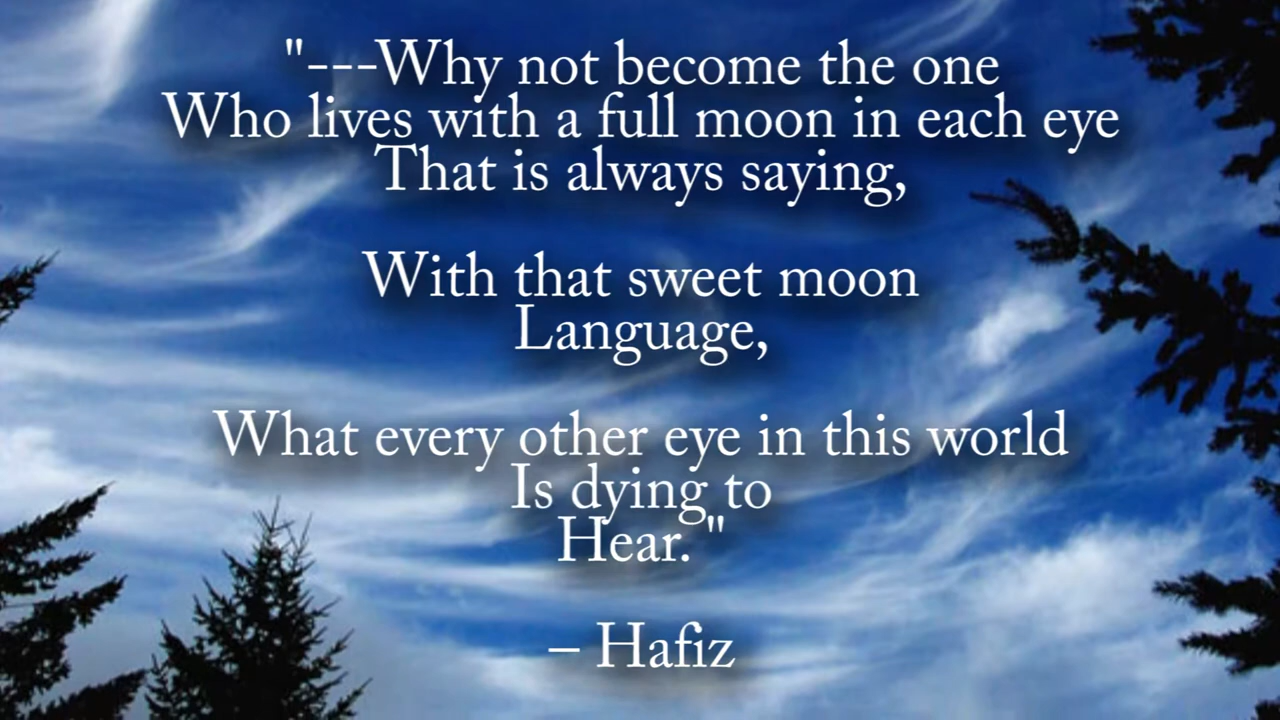 "---Why not become the one
Who lives with a full moon in each eye
That is always saying,
With that sweet moon
Language,
What every other eye in this world
Is dying to
Hear. "
– Hafiz